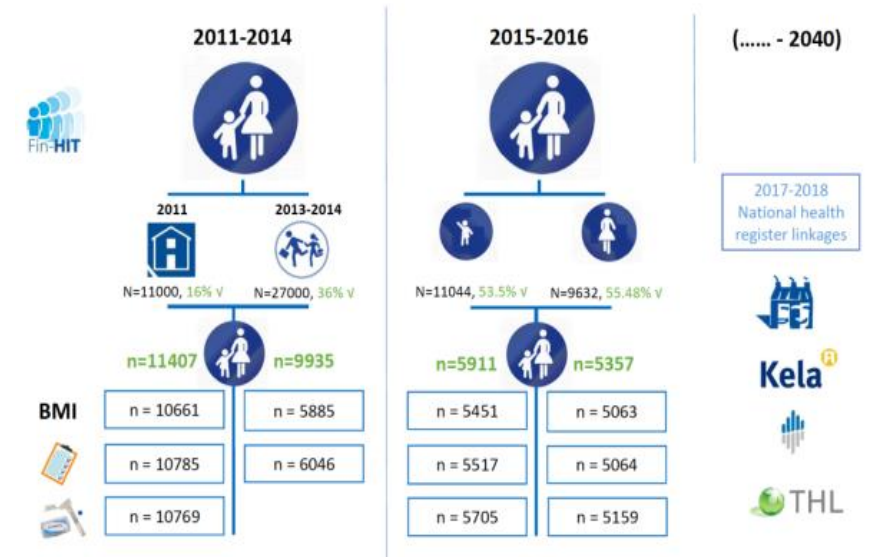 2011-2014
2015-2016
(...... - 2040)
Fin-HIT
2011
2013-2014
2017-2018
National health
register linkages
N=11000, 16% √
N=27000, 36% √
N=11044, 53.5% √
N=9632, 55.48% √
n=11407
n=9935
n=5911
n=5357
Kela
BMI
n = 10661
n = 5885
n = 5451
n = 5063
n = 10785
n = 6046
n = 5517
n = 5064
n = 10769
n = 5705
n = 5159
THL